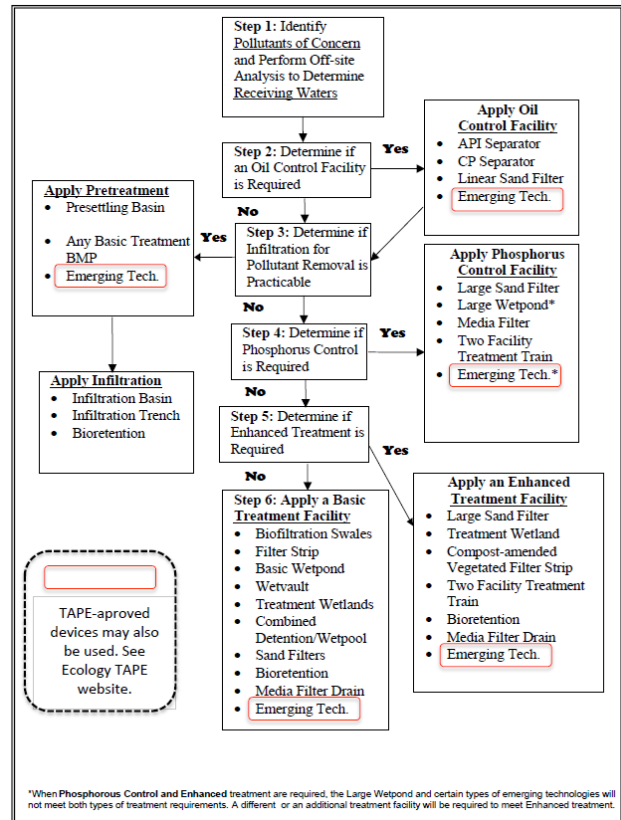 Step 1: Identify
Pollutants of Concern
and Perform Off-site
Analysis to Determine
Receiving Waters
Step 2: Determine if
an Oil Control Facility
is Required
Yes
Apply Oil
Control Facility
• API Separator
• CP Separator
• Linear Sand Filter
• Emerging Tech.
No
Step 3: Determine if
Infiltration for
Pollutant Removal is
Practicable
Yes
Apply Pretreatment
• Presettling Basin
• Any Basic Treatment
BMP
• Emerging Tech.
Apply Infiltration
• Infiltration Basin
• Infiltration Trench
• Bioretention
No
Step 4: Determine if
Phosphorus Control
is Required
Yes
Apply Phosphorus
Control Facility
• Large Sand Filter
• Large Wetpond*
• Media Filter
• Two Facility
Treatment Train
• Emerging Tech.*
No
Step 5: Determine if
Enhanced Treatment is
Required
Yes
Apply an Enhanced
Treatment Facility
• Large Sand Filter
• Treatment Wetland
• Compost-amended
Vegetated Filter Strip
• Two Facility Treatment
Train
• Bioretention
• Media Filter Drain
• Emerging Tech.
No
Step 6: Apply a Basic
Treatment Facility
• Biofiltration Swales
• Filter Strip
• Basic Wetpond
• Wetvault
• Treatment Wetlands
• Combined
Detention/Wetpool
• Sand Filters
• Bioretention
• Media Filter Drain
• Emerging Tech.
TAPE-aproved
devices may also
be used. See
Ecology TAPE
website.
*When Phosphorous Control and Enhanced treatment are required, the Large Wetpond and certain types of emerging technologies will
not meet both types of treatment requirements. A different or an additional treatment facility will be required to meet Enhanced treatment.